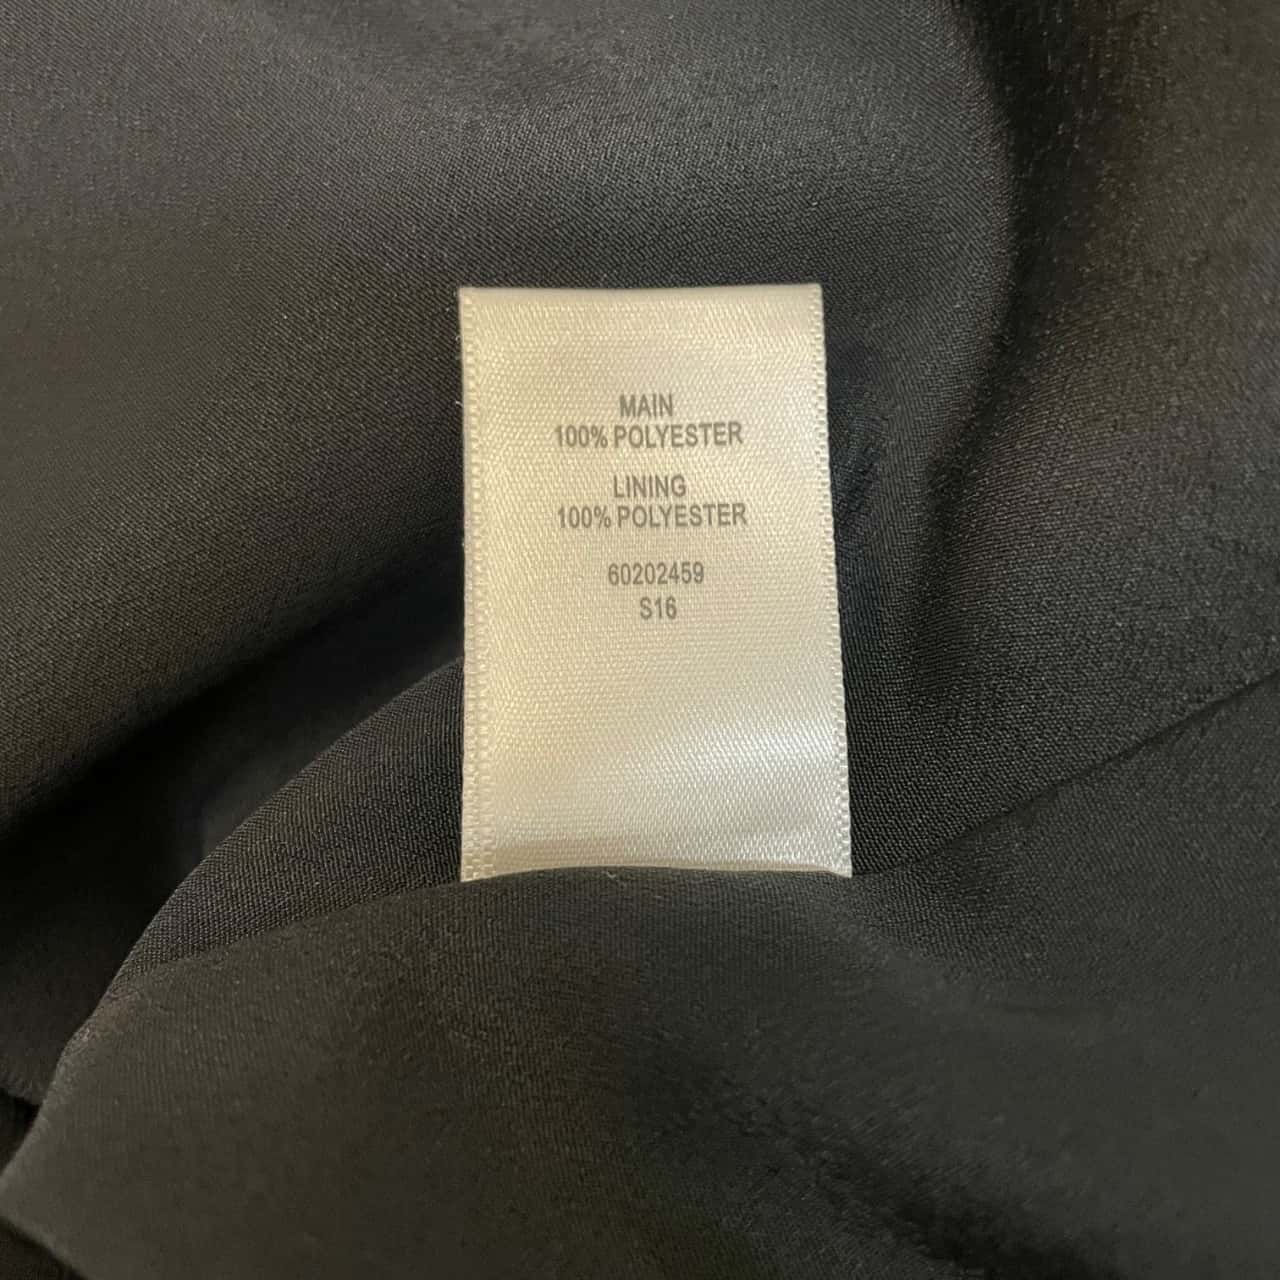 MAIN
100% POLYESTER
LINING
100% POLYESTER
60202459
S16